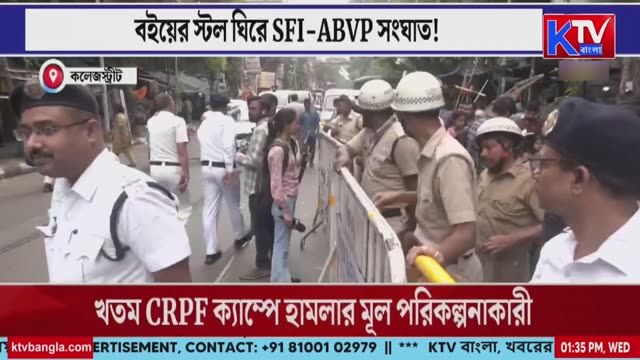 বইয়ের স্টল ঘিরে SFI-ABVP সংঘাত!
KTV
বাংলা
কলেজস্ট্রীট
খতম CRPF ক্যাম্পে হামলার মূল পরিকল্পনাকারী
ktvbangla.com
ERTISEMENT, CONTACT: +91 81001 02979 || *** KTV বাংলা, খবরের
01:35 PM, WED